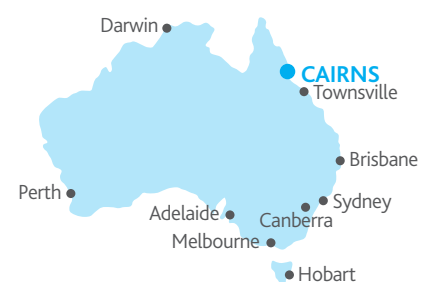 Darwin
CAIRNS
Townsville
Brisbane
Perth
Sydney
Adelaide
Canberra
Melbourne
Hobart